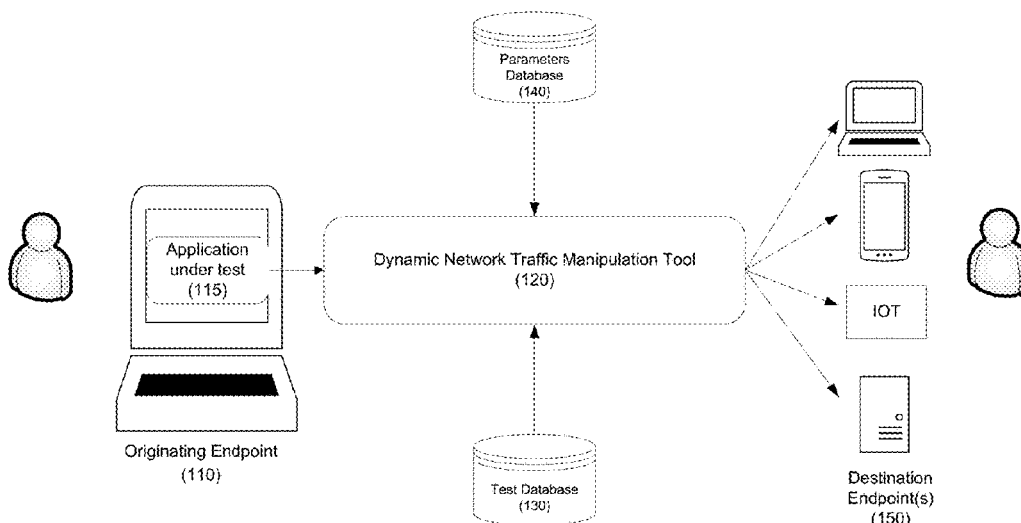 Parameters
Database
(140)
Application
under test
(115)
Dynamic Network Traffic Manipulation Tool
(120)
IOT
Originating Endpoint
(110)
Test Database
(130)
Destination
Endpoint(s)
(150)